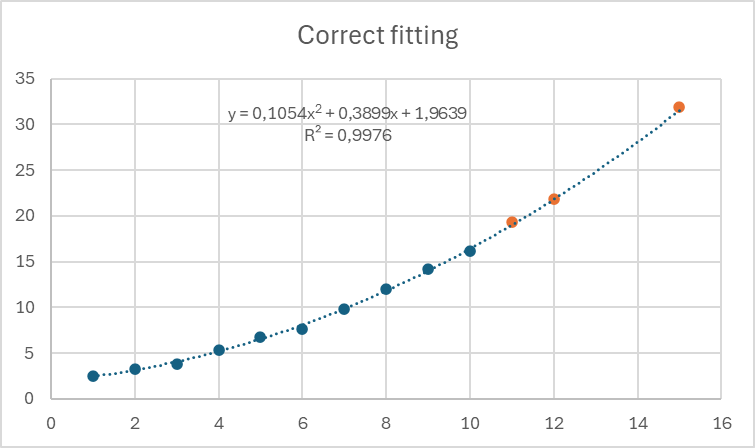 Correct fitting
y = 0,1054x² + 0,3899x + 1,9639
R² = 0,9976
35
30
25
20
15
10
5
0
0 2 4 6 8 10 12 14 16